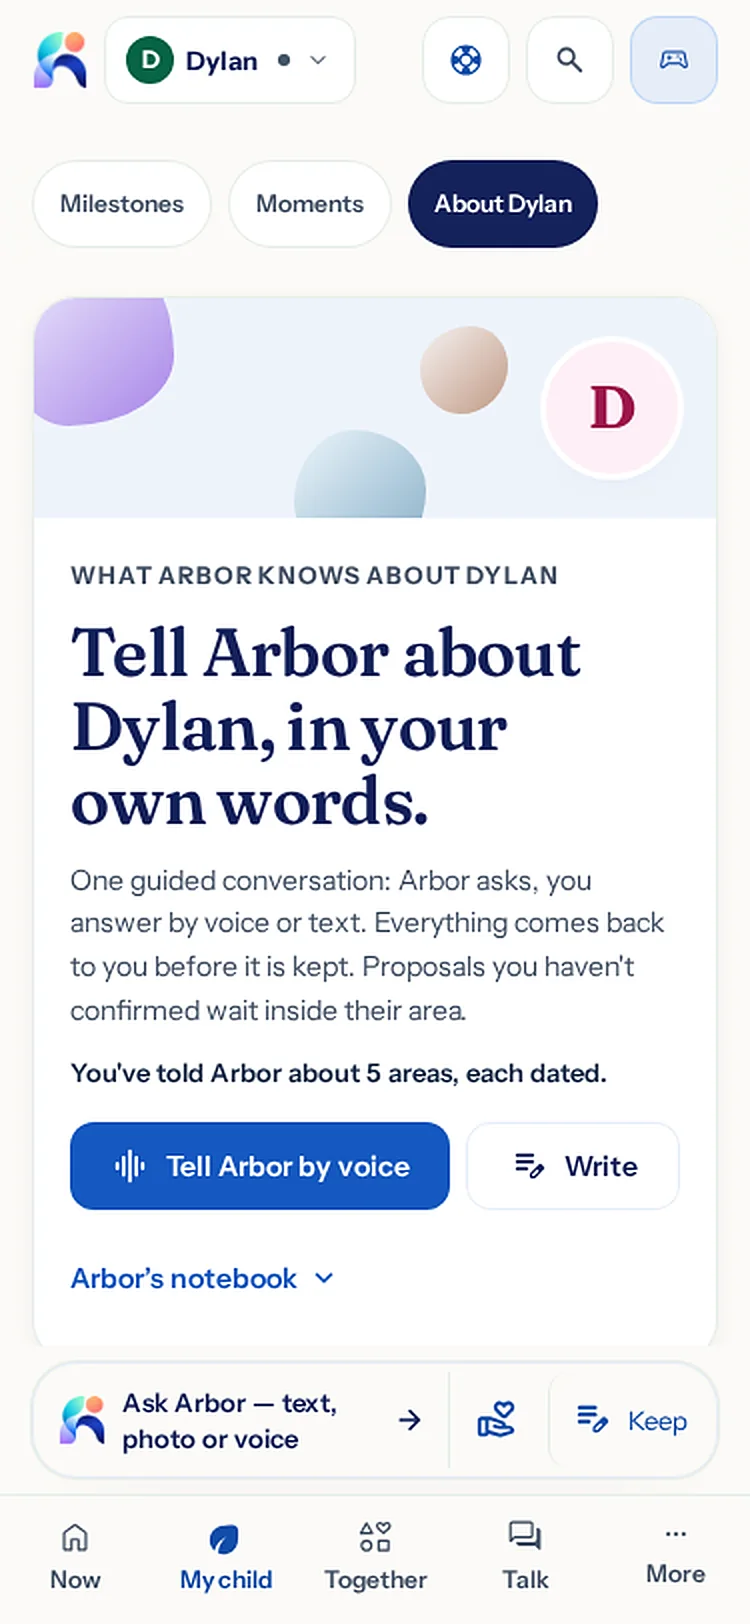 D Dylan
Milestones
Moments
About Dylan
D
WHAT ARBOR KNOWS ABOUT DYLAN
Tell Arbor about
Dylan, in your
own words.
One guided conversation: Arbor asks, you
answer by voice or text. Everything comes back
to you before it is kept. Proposals you haven't
confirmed wait inside their area.
You've told Arbor about 5 areas, each dated.
Tell Arbor by voice
Write
Arbor’s notebook
Ask Arbor — text,
photo or voice
Keep
Now
My child
Together
Talk
More